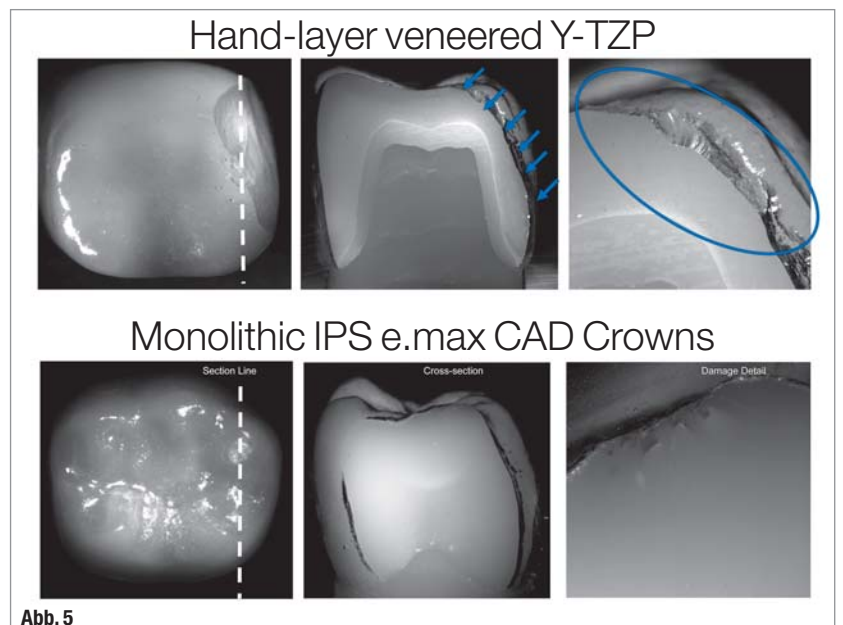 Hand-layer veneered Y-TZP
Monolithic IPS e.max CAD Crowns
Section Line
Cross-section
Damage Detail
Abb. 5